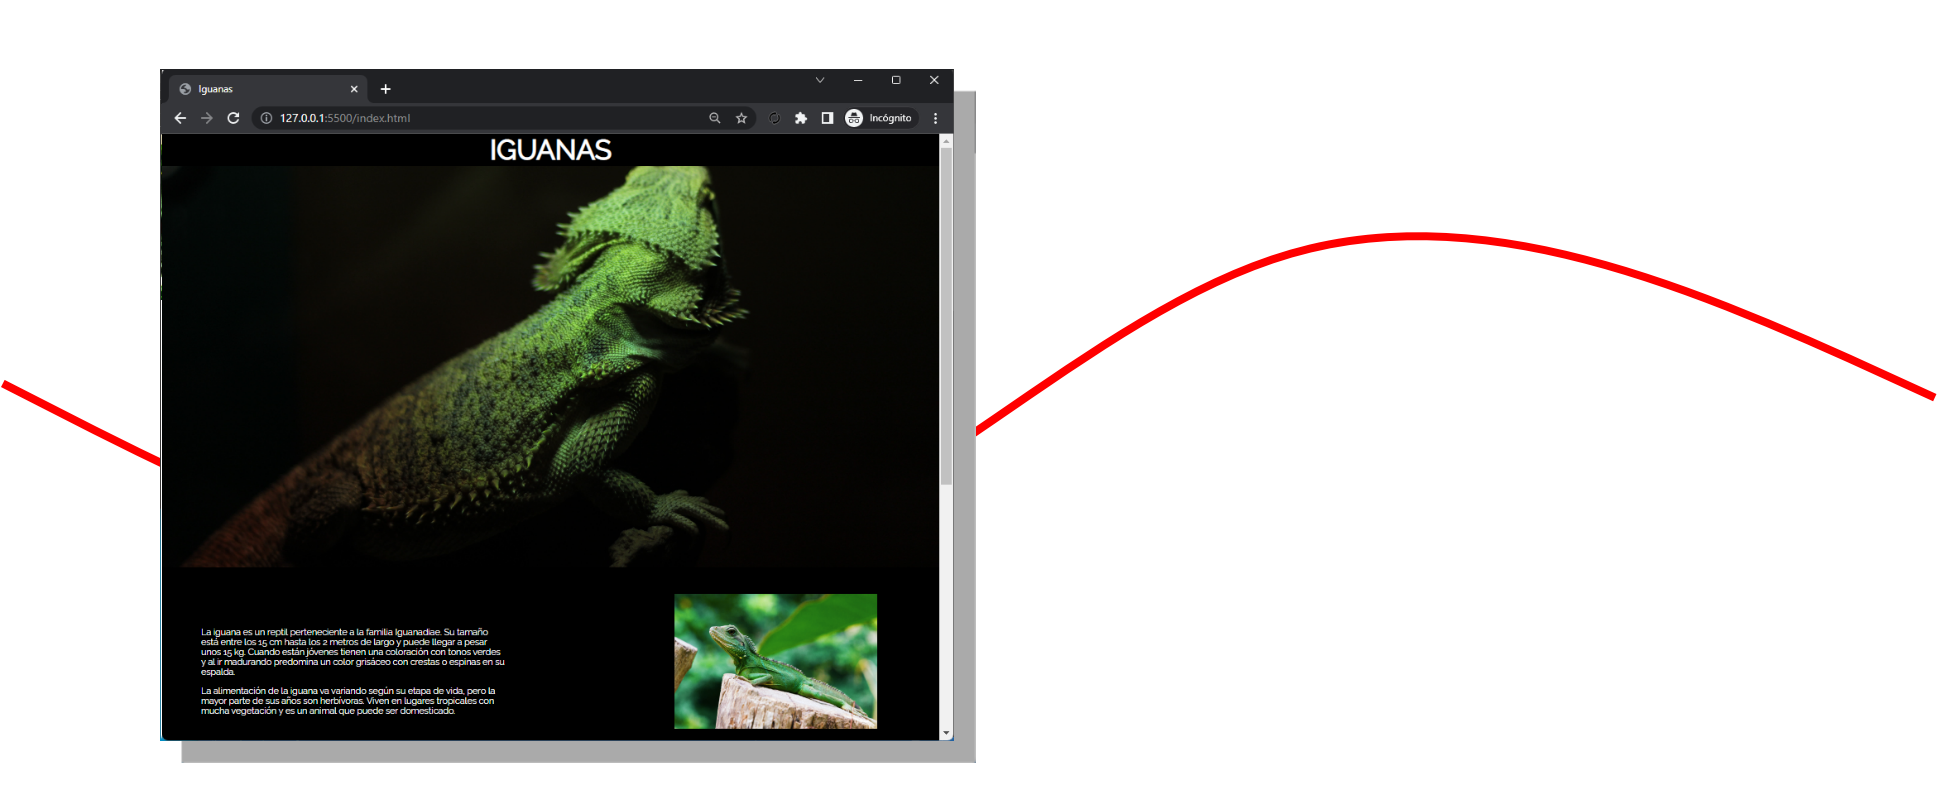 Iguanas
127.0.0.1:5500/index.html
Incógnito
IGUANAS
La iguana es un reptil perteneciente a la familia Iguanadiae. Su tamaño
está entre los 15 cm hasta los 2 metros de largo y puede llegar a pesar
unos 15 kg. Cuando están jóvenes tienen una coloración con tonos verdes
y al ir madurando predomina un color grisáceo con crestas o espinas en su
espalda.
La alimentación de la iguana va variando según su etapa de vida, pero la
mayor parte de sus años son herbívoras. Viven en lugares tropicales con
mucha vegetación y es un animal que puede ser domesticado.